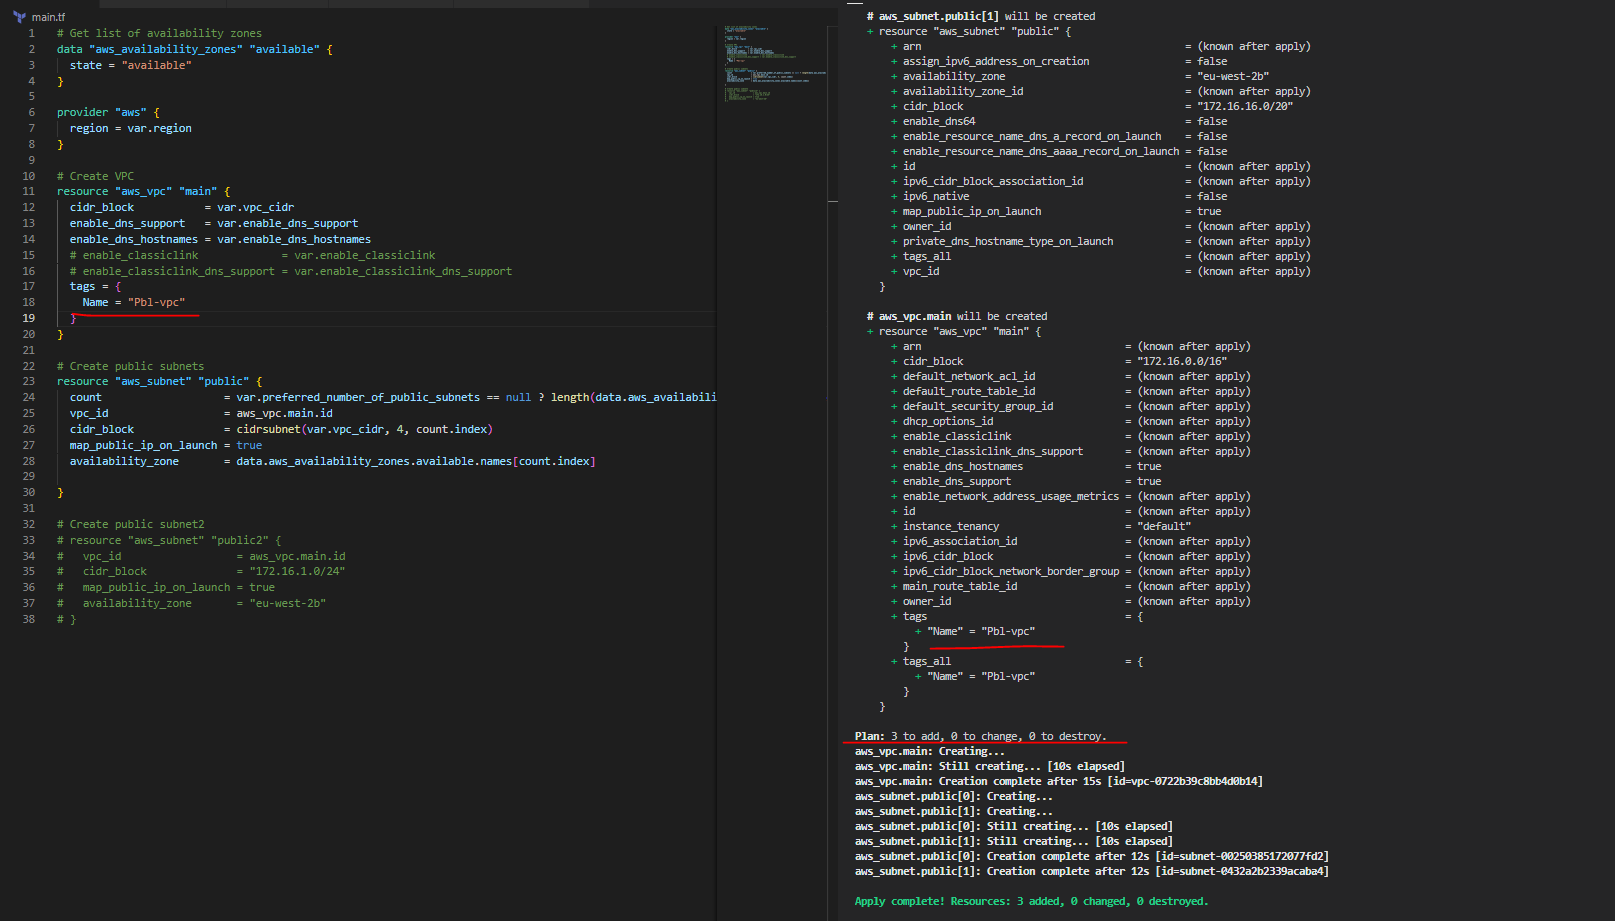 main.tf
1 # Get list of availability zones
2 data "aws_availability_zones" "available" {
3 state = "available"
4 }
5
6 provider "aws" {
7 region = var.region
8 }
9
10 # Create VPC
11 resource "aws_vpc" "main" {
12 cidr_block = var.vpc_cidr
13 enable_dns_support = var.enable_dns_support
14 enable_dns_hostnames = var.enable_dns_hostnames
15 # enable_classiclink = var.enable_classiclink
16 # enable_classiclink_dns_support = var.enable_classiclink_dns_support
17 tags = {
18 Name = "Pbl-vpc"
19 }
20 }
21
22 # Create public subnets
23 resource "aws_subnet" "public" {
24 count = var.preferred_number_of_public_subnets == null ? length(data.aws_availabili
25 vpc_id = aws_vpc.main.id
26 cidr_block = cidrsubnet(var.vpc_cidr, 4, count.index)
27 map_public_ip_on_launch = true
28 availability_zone = data.aws_availability_zones.available.names[count.index]
29
30 }
31
32 # Create public subnet2
33 # resource "aws_subnet" "public2" {
34 # vpc_id = aws_vpc.main.id
35 # cidr_block = "172.16.1.0/24"
36 # map_public_ip_on_launch = true
37 # availability_zone = "eu-west-2b"
38 # }
# aws_subnet.public[1] will be created
+ resource "aws_subnet" "public" {
+ arn = (known after apply)
+ assign_ipv6_address_on_creation = false
+ availability_zone = "eu-west-2b"
+ availability_zone_id = (known after apply)
+ cidr_block = "172.16.16.0/20"
+ enable_dns64 = false
+ enable_resource_name_dns_a_record_on_launch = false
+ enable_resource_name_dns_aaaa_record_on_launch = false
+ id = (known after apply)
+ ipv6_cidr_block_association_id = (known after apply)
+ ipv6_native = false
+ map_public_ip_on_launch = true
+ owner_id = (known after apply)
+ private_dns_hostname_type_on_launch = (known after apply)
+ tags_all = (known after apply)
+ vpc_id = (known after apply)
}
# aws_vpc.main will be created
+ resource "aws_vpc" "main" {
+ arn = (known after apply)
+ cidr_block = "172.16.0.0/16"
+ default_network_acl_id = (known after apply)
+ default_route_table_id = (known after apply)
+ default_security_group_id = (known after apply)
+ dhcp_options_id = (known after apply)
+ enable_classiclink = (known after apply)
+ enable_classiclink_dns_support = (known after apply)
+ enable_dns_hostnames = true
+ enable_dns_support = true
+ enable_network_address_usage_metrics = (known after apply)
+ id = (known after apply)
+ instance_tenancy = "default"
+ ipv6_association_id = (known after apply)
+ ipv6_cidr_block = (known after apply)
+ ipv6_cidr_block_network_border_group = (known after apply)
+ main_route_table_id = (known after apply)
+ owner_id = (known after apply)
+ tags = {
+ "Name" = "Pbl-vpc"
}
+ tags_all = {
+ "Name" = "Pbl-vpc"
}
}
Plan: 3 to add, 0 to change, 0 to destroy.
aws_vpc.main: Creating...
aws_vpc.main: Still creating... [10s elapsed]
aws_vpc.main: Creation complete after 15s [id=vpc-0722b39c8bb4d0b14]
aws_subnet.public[0]: Creating...
aws_subnet.public[1]: Creating...
aws_subnet.public[0]: Still creating... [10s elapsed]
aws_subnet.public[1]: Still creating... [10s elapsed]
aws_subnet.public[0]: Creation complete after 12s [id=subnet-00250385172077fd2]
aws_subnet.public[1]: Creation complete after 12s [id=subnet-0432a2b2339acaba4]
Apply complete! Resources: 3 added, 0 changed, 0 destroyed.